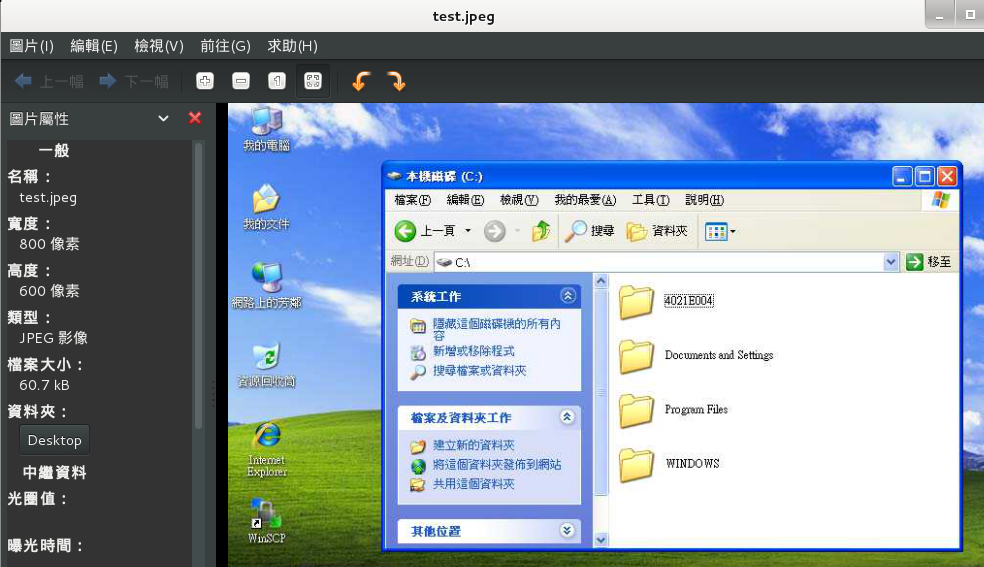 test.jpeg
圖片(I) 編輯(E) 檢視(V) 前往(G) 求助(H)
上一幅 下一幅
圖片屬性
一般
名稱：
test.jpeg
寬度：
800 像素
高度：
600 像素
類型：
JPEG 影像
檔案大小：
60.7 kB
資料夾：
Desktop
中繼資料
光圈值：
曝光時間：
我的電腦
我的文件
網路上的芳鄰
資源回收筒
Internet
Explorer
WinSCP
本機磁碟 (C:)
檔案(F) 編輯(E) 檢視(V) 我的最愛(A) 工具(T) 說明(H)
上一頁 搜尋 資料夾
網址(D) C:\ 移至
系統工作
隱藏這個磁碟機的所有內
容
新增或移除程式
搜尋檔案或資料夾
檔案及資料夾工作
建立新的資料夾
將這個資料夾發佈到網站
共用這個資料夾
其他位置
4021E004
Documents and Settings
Program Files
WINDOWS